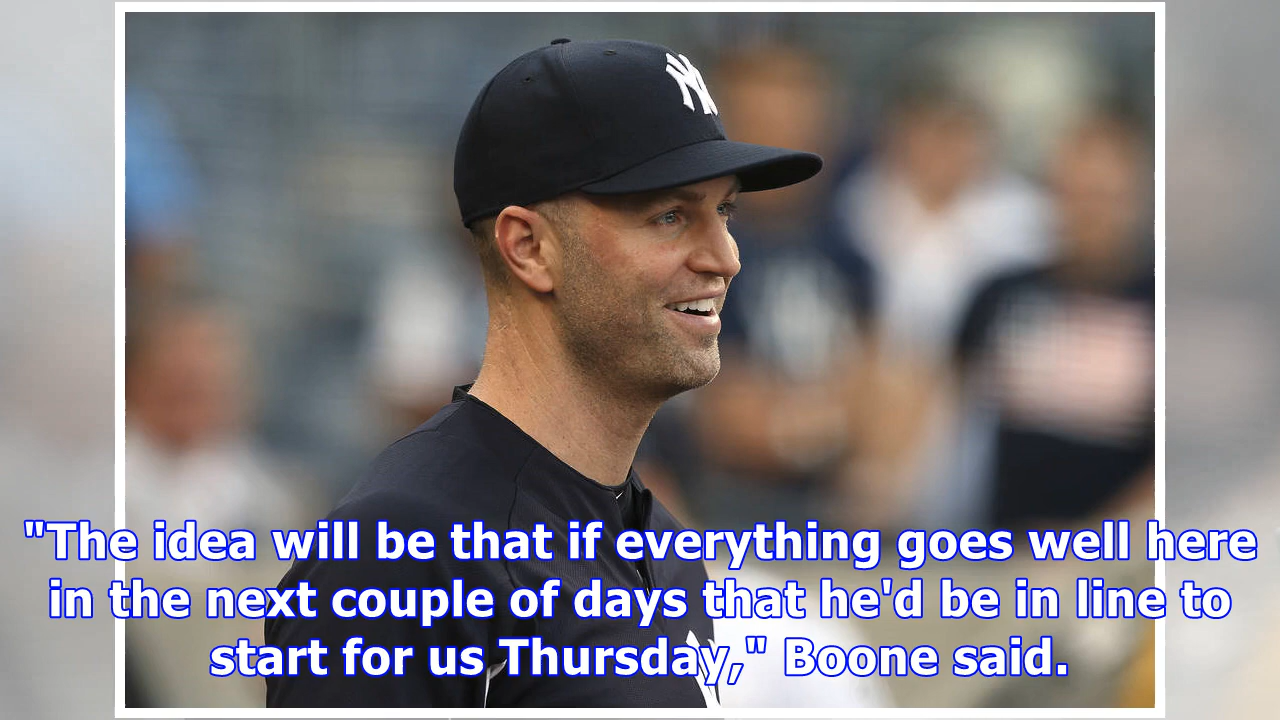 NY
"The idea will be that if everything goes well here
in the next couple of days that he'd be in line to
start for us Thursday," Boone said.